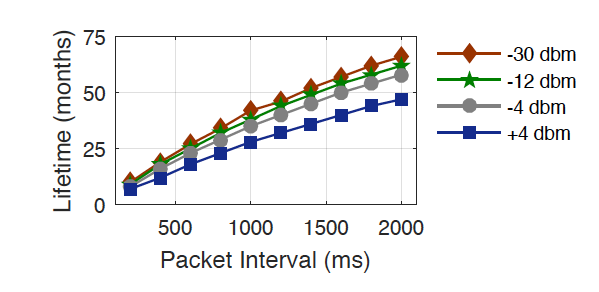 75
50
25
0
Lifetime (months)
500 1000 1500 2000
Packet Interval (ms)
-30 dbm
-12 dbm
-4 dbm
+4 dbm